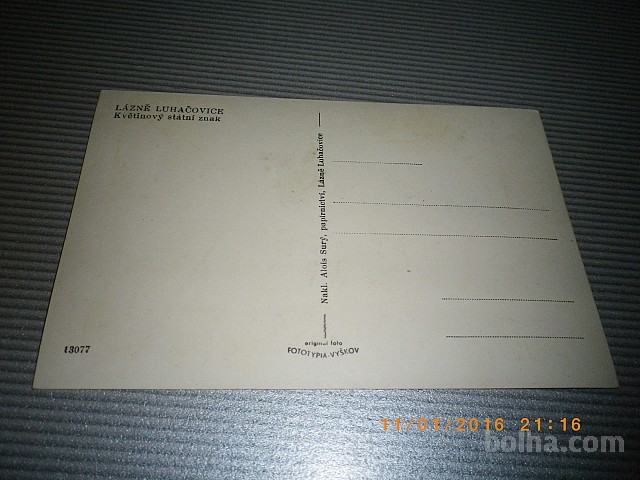 LÁZNĚ LUHAČOVICE
Květinový státní znak
Nakl. Alois Surý, papírnictví, Lázně Luhačovice
13077
original foto
FOTOTYPIA-VYŠKOV
11/01/2016 21:16
bolha.com